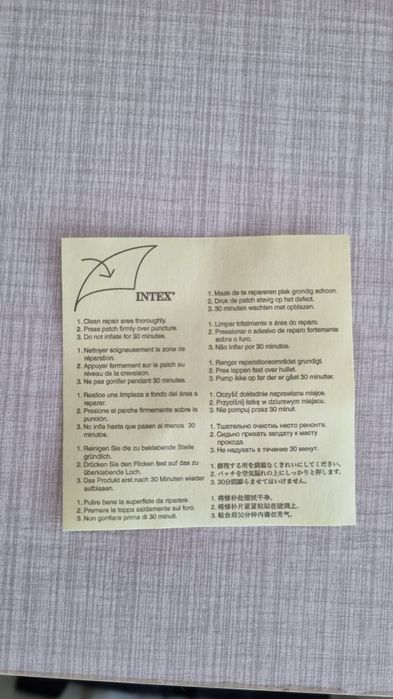 INTEX®
1. Clean repair area thoroughly.
2. Press patch firmly over puncture.
3. Do not inflate for 30 minutes.
1. Nettoyer soigneusement la zone de
réparation.
2. Appuyer fermement sur la patch au
niveau de la crevaison.
3. Ne pas gonfler pendant 30 minutes.
1. Realice una limpieza a fondo del área a
reparar.
2. Presione el parche firmemente sobre la
punción.
3. No infle hasta que pasen al menos 30
minutos.
1. Reinigen Sie die zu beklebende Stelle
gründlich.
2. Drücken Sie den Flicken fest auf das zu
überklebende Loch.
3. Das Produkt erst nach 30 Minuten wieder
aufblasen.
1. Pulire bene la superficie da riparare.
2. Premere la toppa saldamente sul foro.
3. Non gonfiare prima di 30 minuti.
1. Maak de te repareren plek grondig schoon.
2. Druk de patch stevig op het defect.
3. 30 minuten wachten met opblazen.
1. Limpar totalmente a área do reparo.
2. Pressionar o adesivo de reparo fortemente
sobre o furo.
3. Não inflar por 30 minutos.
1. Rengør reparationsområdet grundigt.
2. Pres lappen fast over hullet.
3. Pump ikke op før der er gået 30 minutter.
1. Oczyść dokładnie naprawiane miejsce.
2. Przyciśnij łatkę w dziurawym miejscu.
3. Nie pompuj przez 30 minut.
1. Тщательно очистить место ремонта.
2. Сильно прижать заплату к месту
прокола.
3. Не надувать в течение 30 минут.
1. 修理する所を満遍なくきれいにしてください。
2. パッチを空気漏れの上にしっかりと押します。
3. 30分間膨らませてはいけません。
1. 将修补处擦拭干净。
2. 将修补片紧紧粘贴在破洞上。
3. 粘合后30分钟内请勿充气。